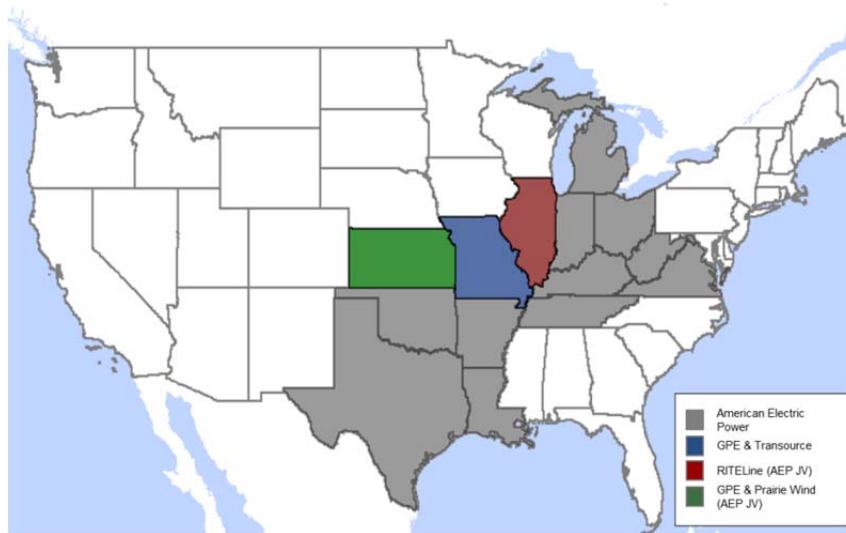 American Electric
Power
GPE & Transource
RITELine (AEP JV)
GPE & Prairie Wind
(AEP JV)